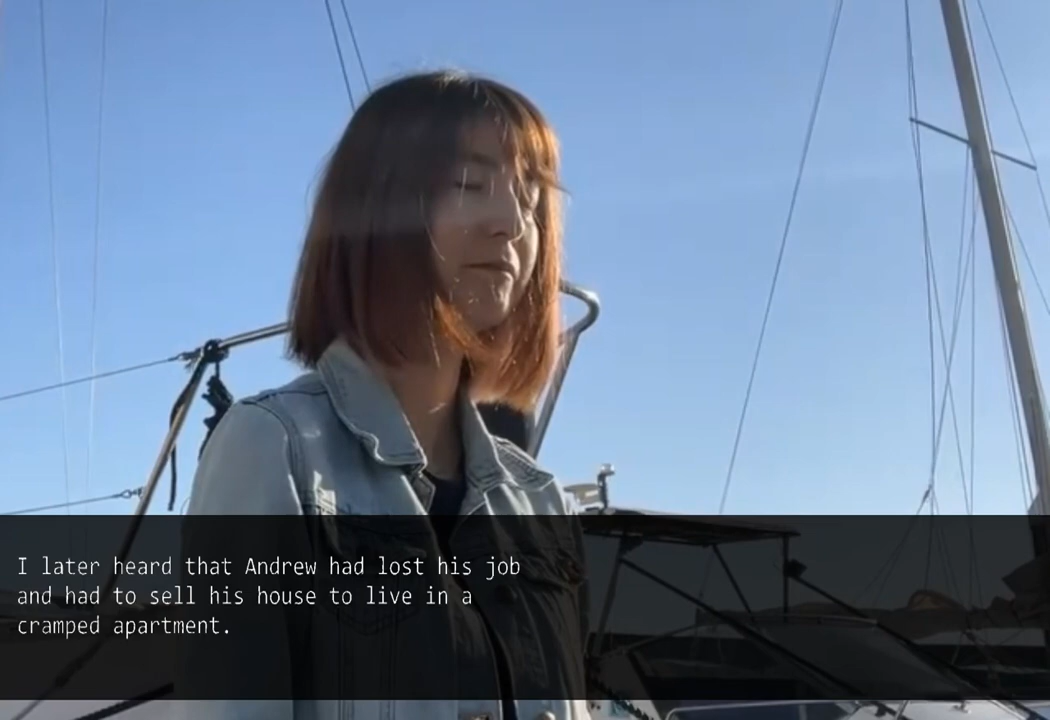 I later heard that Andrew had lost his job
and had to sell his house to live in a
cramped apartment.